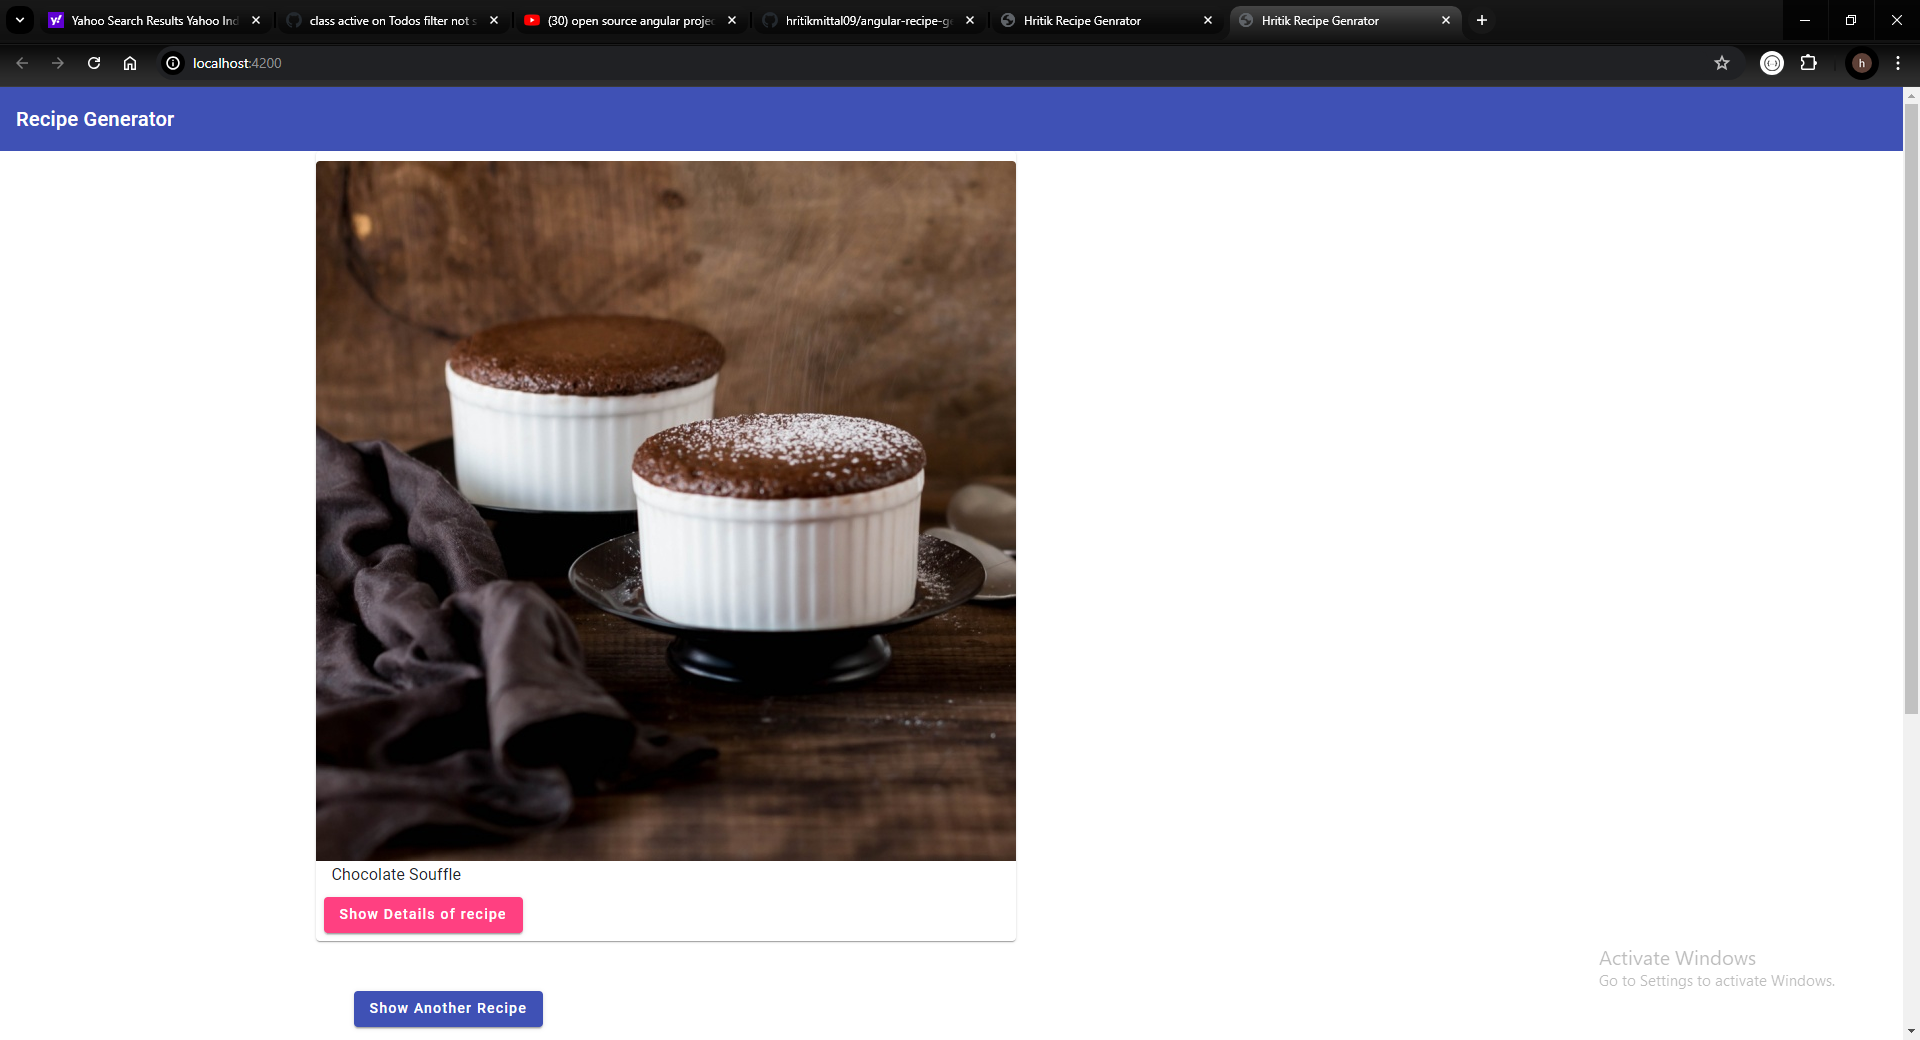 Yahoo Search Results Yahoo Ind
class active on Todos filter not s
(30) open source angular projec
hritikmittal09/angular-recipe-ge
Hritik Recipe Genrator
Hritik Recipe Genrator
localhost:4200
h
Recipe Generator
Chocolate Souffle
Show Details of recipe
Show Another Recipe
Activate Windows
Go to Settings to activate Windows.